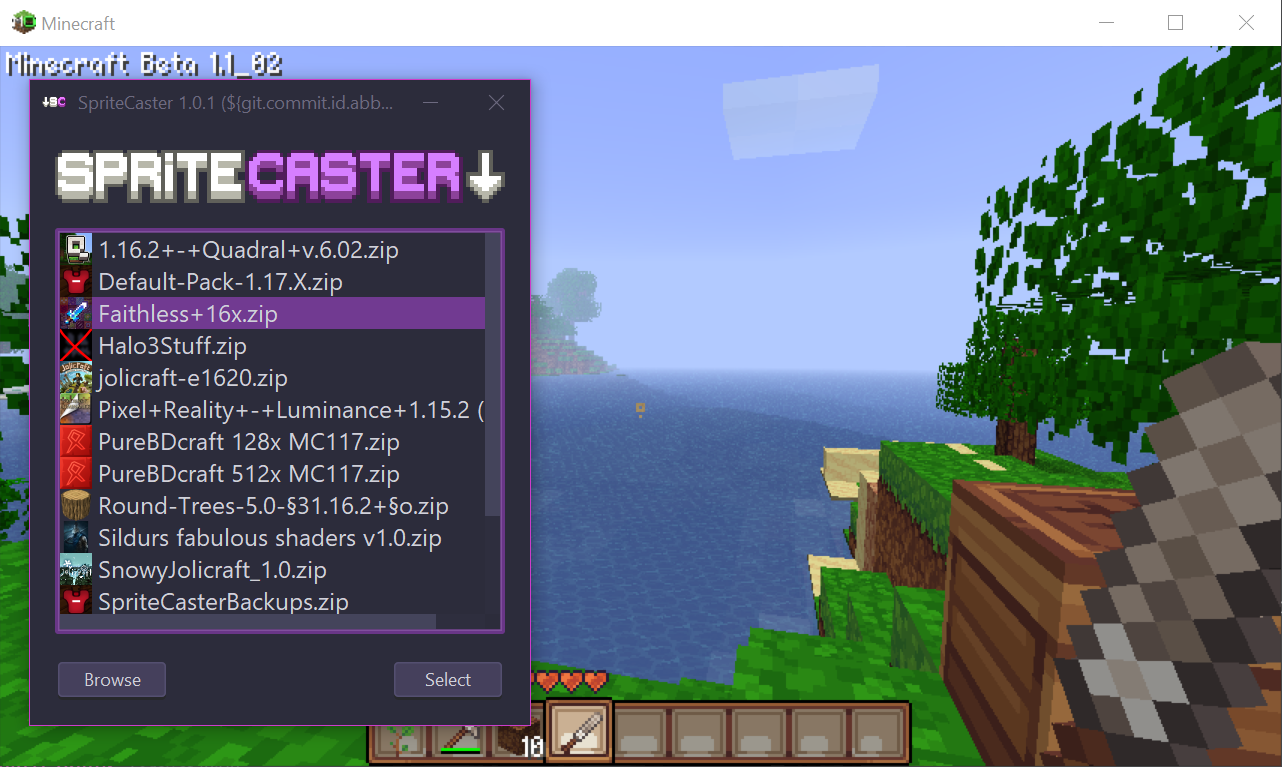 Minecraft
Minecraft Beta 1.1_02
SpriteCaster 1.0.1 (${git.commit.id.abb...
SPRITECASTER
1.16.2+-+Quadral+v.6.02.zip
Default-Pack-1.17.X.zip
Faithless+16x.zip
Halo3Stuff.zip
jolicraft-e1620.zip
Pixel+Reality+-+Luminance+1.15.2 (
PureBDcraft 128x MC117.zip
PureBDcraft 512x MC117.zip
Round-Trees-5.0-§31.16.2+§o.zip
Sildurs fabulous shaders v1.0.zip
SnowyJolicraft_1.0.zip
SpriteCasterBackups.zip
Browse
Select
10